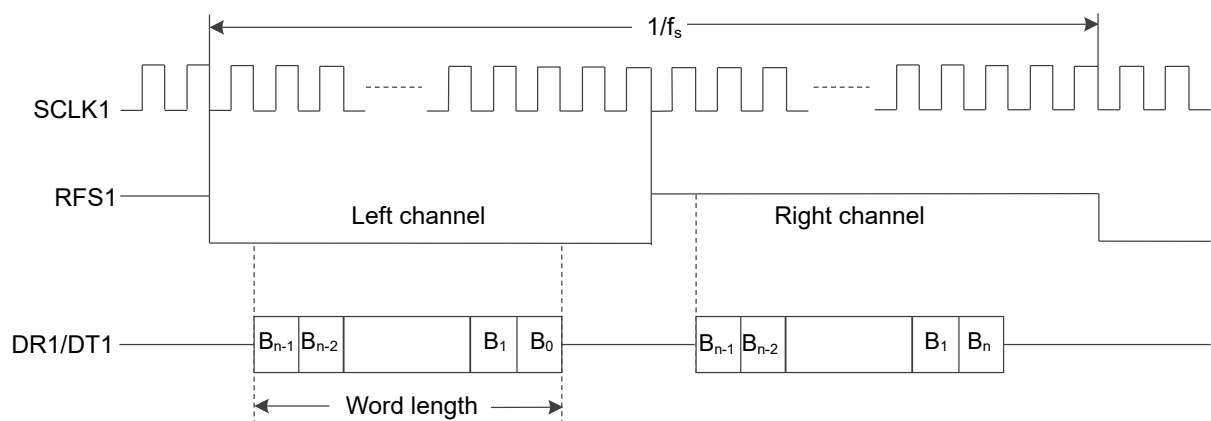 1/fₛ
SCLK1
RFS1
Left channel
Right channel
DR1/DT1
Bₙ₋₁ Bₙ₋₂ B₁ B₀ Bₙ₋₁ Bₙ₋₂ B₁ Bₙ
Word length